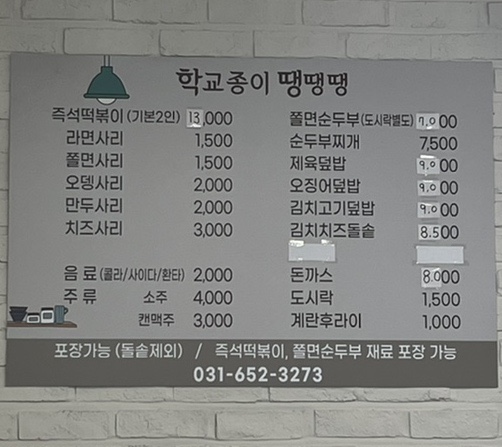 학교종이 땡땡땡
즉석떡볶이 (기본2인) 13,000
라면사리 1,500
쫄면사리 1,500
오뎅사리 2,000
만두사리 2,000
치즈사리 3,000
음 료 (콜라/사이다/환타) 2,000
주 류 소주 4,000
캔맥주 3,000
쫄면순두부 (도시락별도) 7,000
순두부찌개 7,500
제육덮밥 9,000
오징어덮밥 9,000
김치고기덮밥 9,000
김치치즈돌솥 8,500
돈까스 8,000
도시락 1,500
계란후라이 1,000
포장가능 (돌솥제외) / 즉석떡볶이, 쫄면순두부 재료 포장 가능
031-652-3273